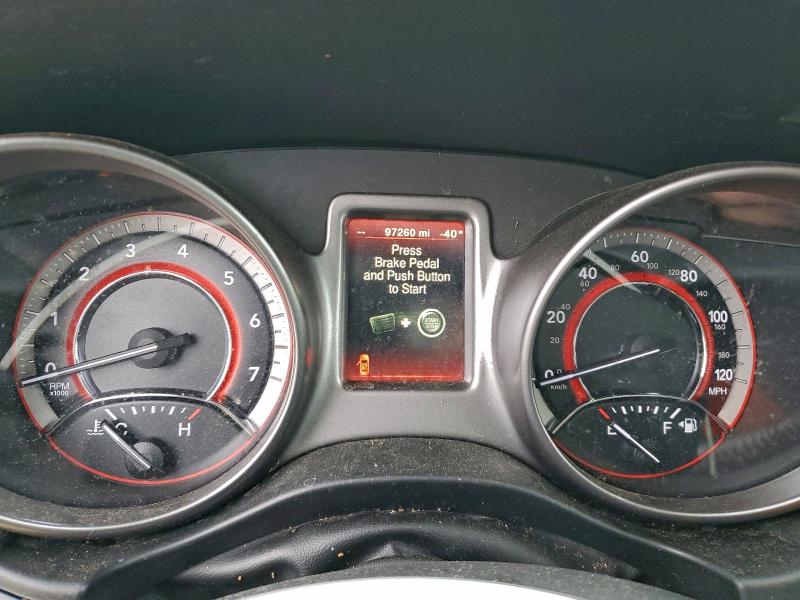 -- 97260 mi -40°
Press
Brake Pedal
and Push Button
to Start
START
STOP
0 1 2 3 4 5 6 7
RPM
x1000
C H
0 20 40 60 80 100 120
20 60 100 120 140 160 180
km/h
MPH
E F